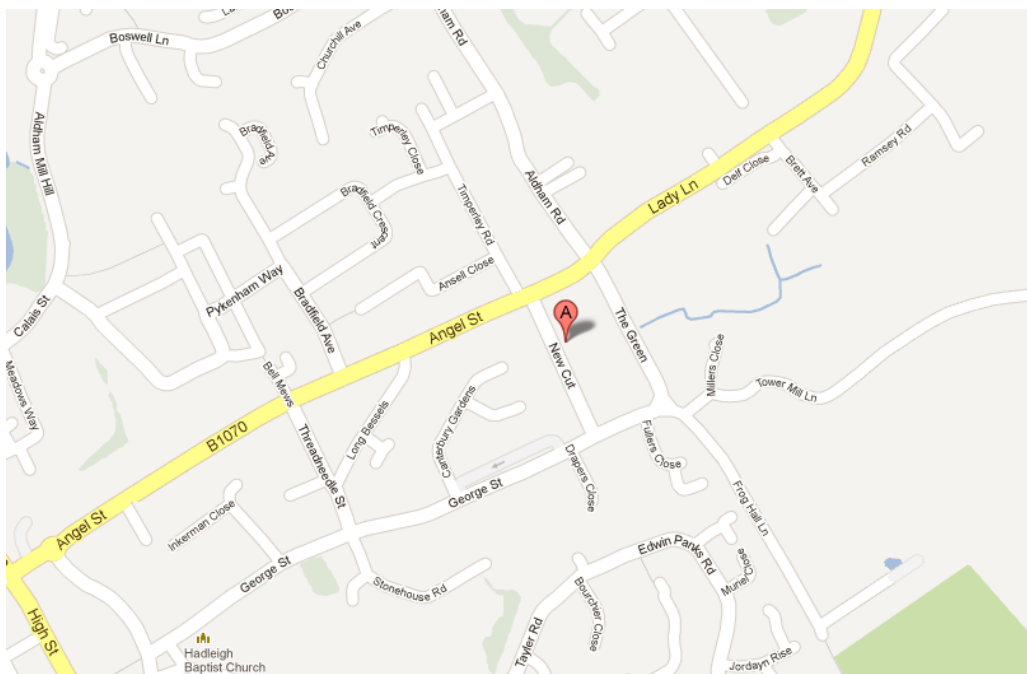 Boswell Ln
Churchill Ave
Aldham Mill Hill
Bradfield Ave
Timperley Close
Bradfield Crescent
Timperley Rd
Aldham Rd
Lady Ln
Delf Close
Brett Ave
Ramsey Rd
Ansell Close
Pykenham Way
Bradfield Ave
Calais St
Meadows Way
Angel St
A
The Green
New Cut
Millers Close
Tower Mill Ln
Bell Mews
Long Bessels
Canterbury Gardens
Threadneedle St
B1070
Fullers Close
Drapers Close
Frog Hall Ln
George St
Inkerman Close
Angel St
George St
Stonehouse Rd
Edwin Panks Rd
Muriel Close
Bourchier Close
Tayler Rd
Jordayn Rise
High St
Hadleigh
Baptist Church